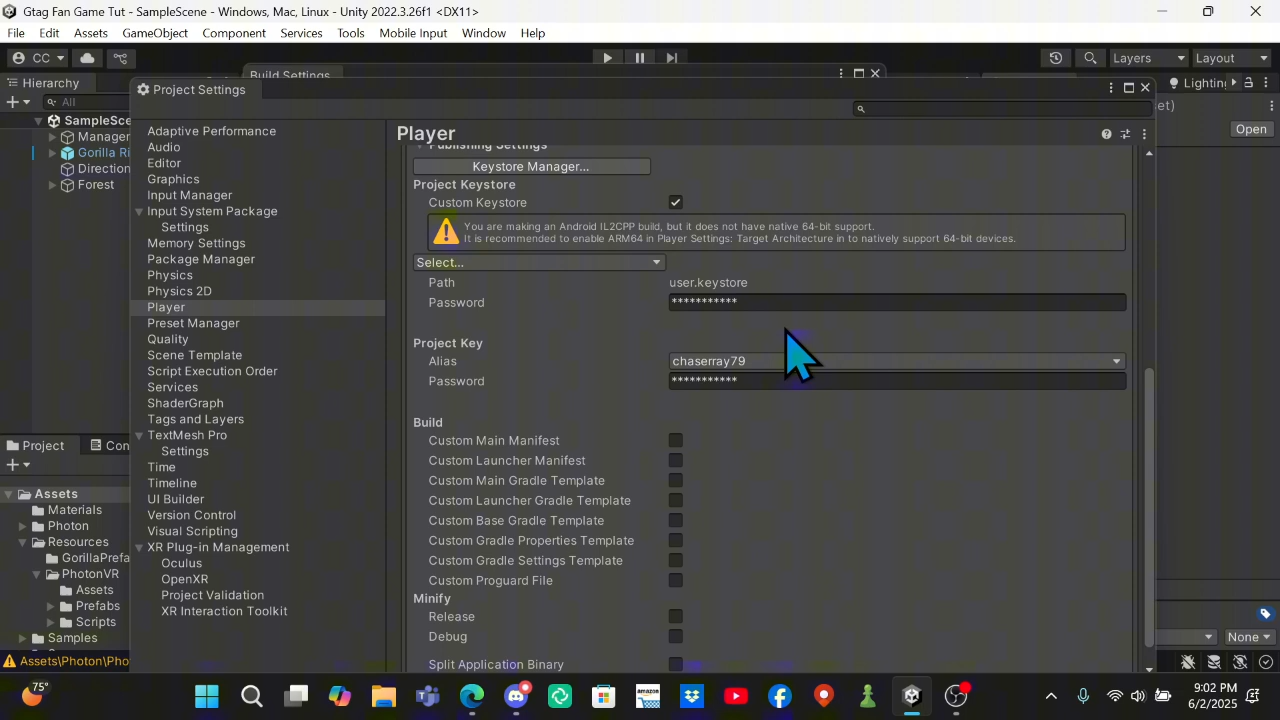 Gtag Fan Game Tut - SampleScene - Windows, Mac, Linux - Unity 2022.3.26f1 <DX11>
File Edit Assets GameObject Component Services Tools Mobile Input Window Help
CC Layers Layout
Hierarchy Build Settings Lighting
Project Settings
All
SampleSce
Manager
Gorilla Ri
Direction
Forest
Adaptive Performance
Audio
Editor
Graphics
Input Manager
Input System Package
Settings
Memory Settings
Package Manager
Physics
Physics 2D
Player
Preset Manager
Quality
Scene Template
Script Execution Order
Services
ShaderGraph
Tags and Layers
TextMesh Pro
Settings
Time
Timeline
UI Builder
Version Control
Visual Scripting
XR Plug-in Management
Oculus
OpenXR
Project Validation
XR Interaction Toolkit
Player
Publishing Settings
Keystore Manager...
Project Keystore
Custom Keystore
You are making an Android IL2CPP build, but it does not have native 64-bit support.
It is recommended to enable ARM64 in Player Settings: Target Architecture in to natively support 64-bit devices.
Select...
Path user.keystore
Password ***********
Project Key
Alias chaserray79
Password ***********
Build
Custom Main Manifest
Custom Launcher Manifest
Custom Main Gradle Template
Custom Launcher Gradle Template
Custom Base Gradle Template
Custom Gradle Properties Template
Custom Gradle Settings Template
Custom Proguard File
Minify
Release
Debug
Split Application Binary
et)
Open
None
Project Con
Assets
Materials
Photon
Resources
GorillaPrefa
PhotonVR
Assets
Prefabs
Scripts
Samples
Assets\Photon\Pho
75°
amazon
9:02 PM
6/2/2025